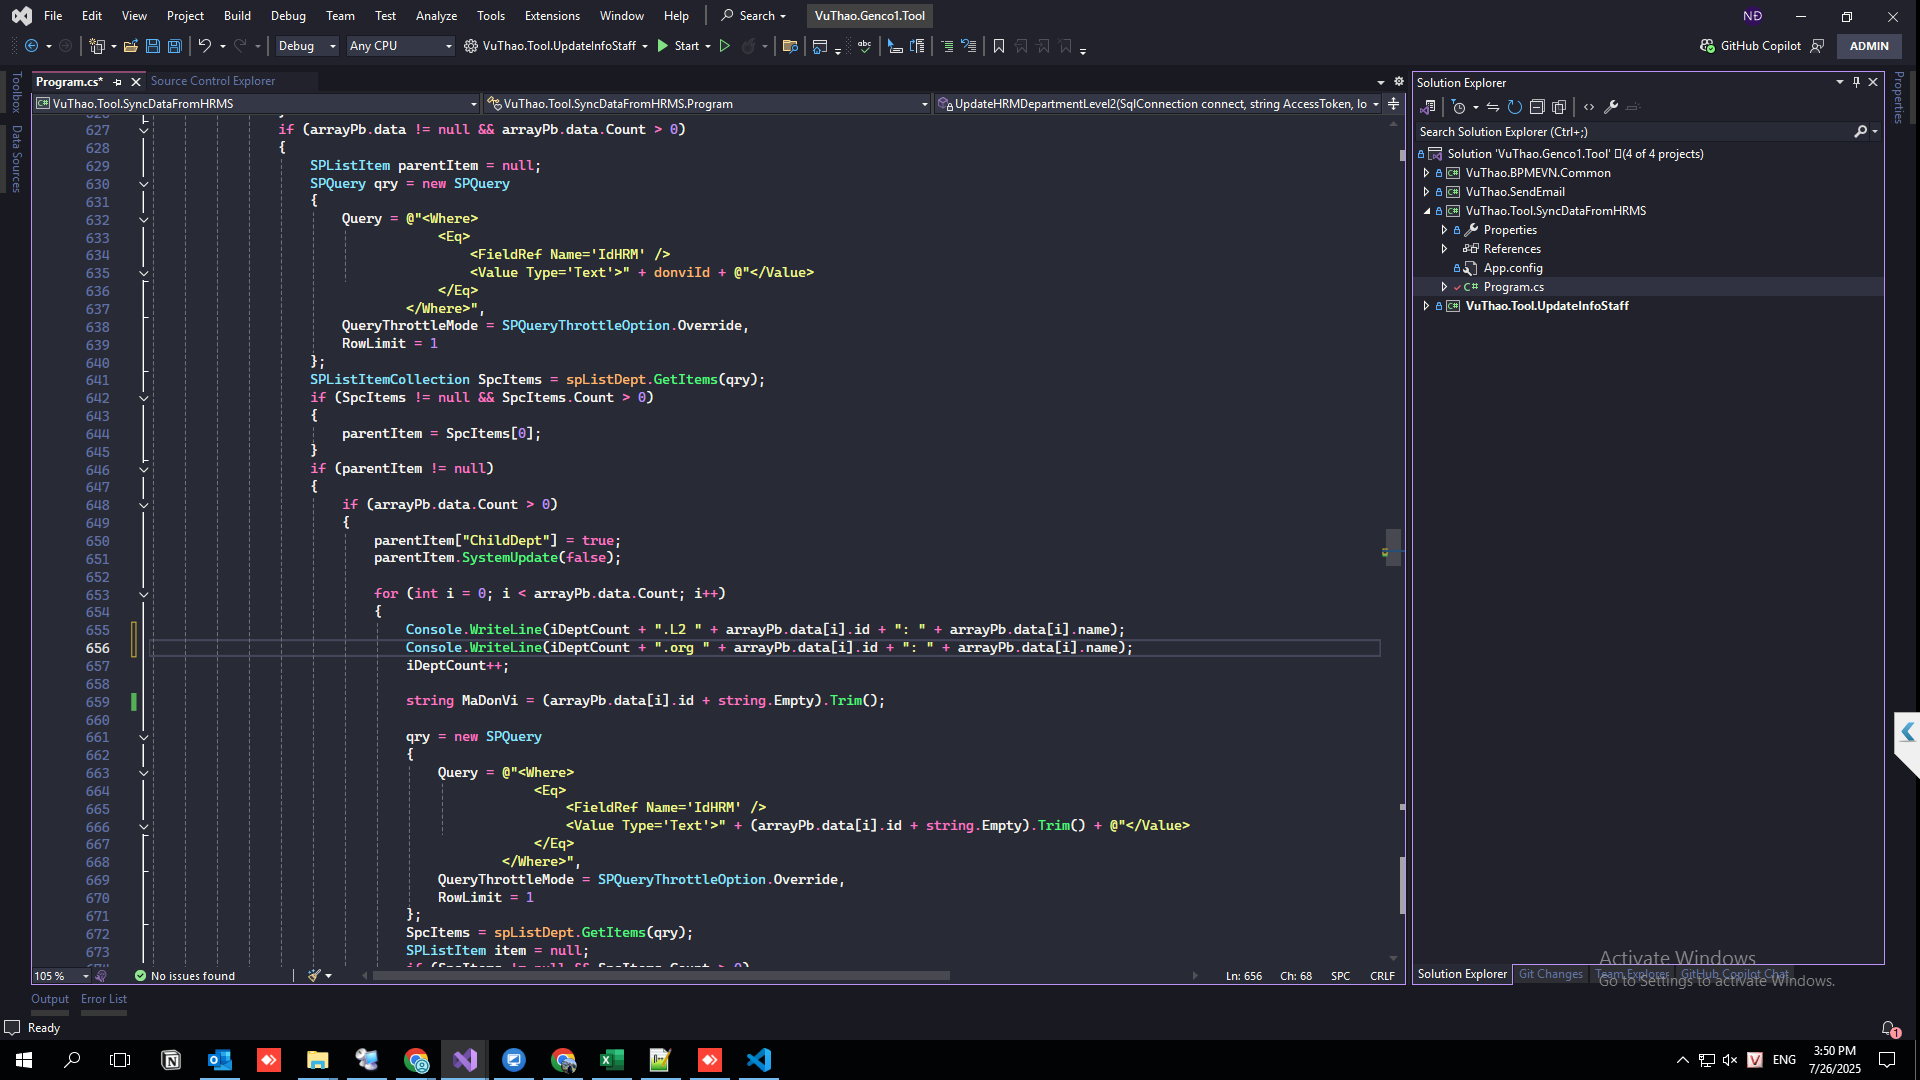 File Edit View Project Build Debug Team Test Analyze Tools Extensions Window Help Search VuThao.Genco1.Tool NĐ
Debug Any CPU VuThao.Tool.UpdateInfoStaff Start GitHub Copilot ADMIN
Program.cs* Source Control Explorer
VuThao.Tool.SyncDataFromHRMS VuThao.Tool.SyncDataFromHRMS.Program UpdateHRMDepartmentLevel2(SqlConnection connect, string AccessToken, lo
Toolbox
Data Sources
627 if (arrayPb.data != null && arrayPb.data.Count > 0)
628 {
629 SPListItem parentItem = null;
630 SPQuery qry = new SPQuery
631 {
632 Query = @"<Where>
633 <Eq>
634 <FieldRef Name='IdHRM' />
635 <Value Type='Text'>" + donviId + @"</Value>
636 </Eq>
637 </Where>",
638 QueryThrottleMode = SPQueryThrottleOption.Override,
639 RowLimit = 1
640 };
641 SPListItemCollection SpcItems = spListDept.GetItems(qry);
642 if (SpcItems != null && SpcItems.Count > 0)
643 {
644 parentItem = SpcItems[0];
645 }
646 if (parentItem != null)
647 {
648 if (arrayPb.data.Count > 0)
649 {
650 parentItem["ChildDept"] = true;
651 parentItem.SystemUpdate(false);
652
653 for (int i = 0; i < arrayPb.data.Count; i++)
654 {
655 Console.WriteLine(iDeptCount + ".L2 " + arrayPb.data[i].id + ": " + arrayPb.data[i].name);
656 Console.WriteLine(iDeptCount + ".org " + arrayPb.data[i].id + ": " + arrayPb.data[i].name);
657 iDeptCount++;
658
659 string MaDonVi = (arrayPb.data[i].id + string.Empty).Trim();
660
661 qry = new SPQuery
662 {
663 Query = @"<Where>
664 <Eq>
665 <FieldRef Name='IdHRM' />
666 <Value Type='Text'>" + (arrayPb.data[i].id + string.Empty).Trim() + @"</Value>
667 </Eq>
668 </Where>",
669 QueryThrottleMode = SPQueryThrottleOption.Override,
670 RowLimit = 1
671 };
672 SpcItems = spListDept.GetItems(qry);
673 SPListItem item = null;
105 % No issues found Ln: 656 Ch: 68 SPC CRLF
Output Error List
Ready
Solution Explorer
Search Solution Explorer (Ctrl+;)
Solution 'VuThao.Genco1.Tool' (4 of 4 projects)
VuThao.BPMEVN.Common
VuThao.SendEmail
VuThao.Tool.SyncDataFromHRMS
Properties
References
App.config
Program.cs
VuThao.Tool.UpdateInfoStaff
Properties
Activate Windows
Go to Settings to activate Windows.
Solution Explorer Git Changes Team Explorer GitHub Copilot Chat
1
ENG
3:50 PM
7/26/2025